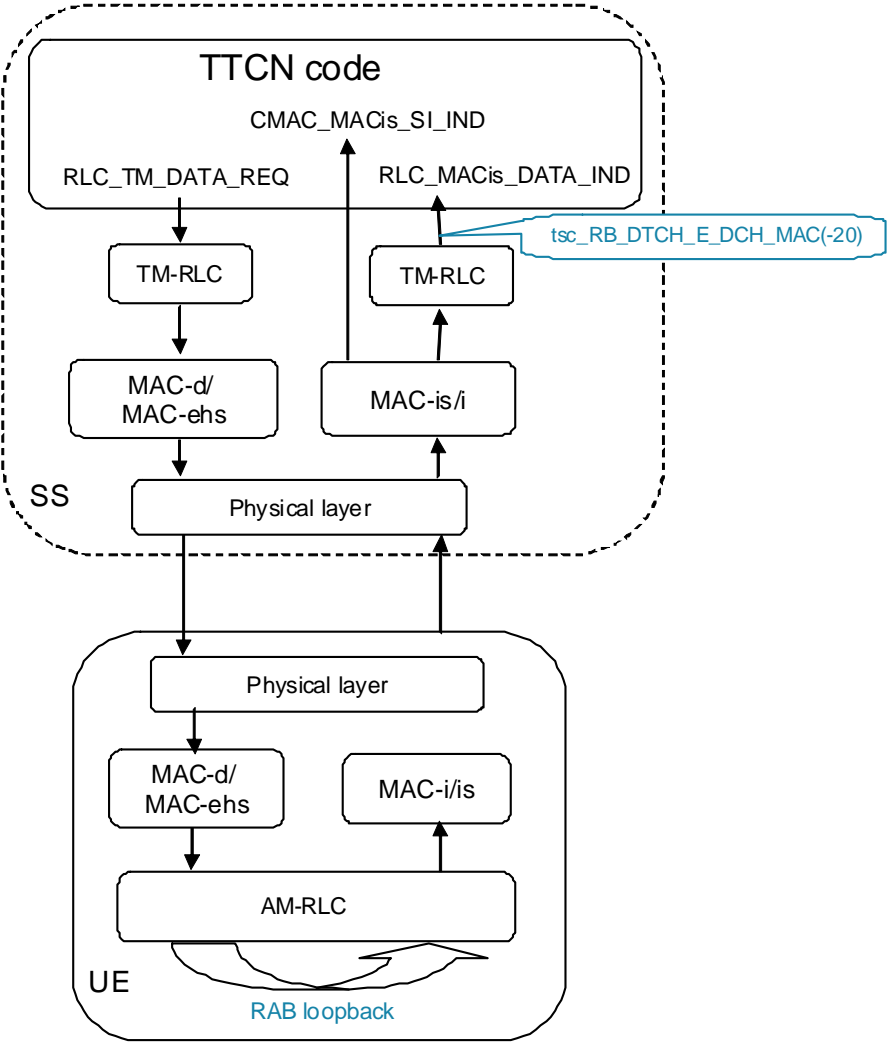 TTCN code
CMAC_MACis_SI_IND
RLC_TM_DATA_REQ
RLC_MACis_DATA_IND
tsc_RB_DTCH_E_DCH_MAC(-20)
TM-RLC
TM-RLC
MAC-d/
MAC-ehs
MAC-is/i
SS
Physical layer
Physical layer
MAC-d/
MAC-ehs
MAC-i/is
AM-RLC
UE
RAB loopback